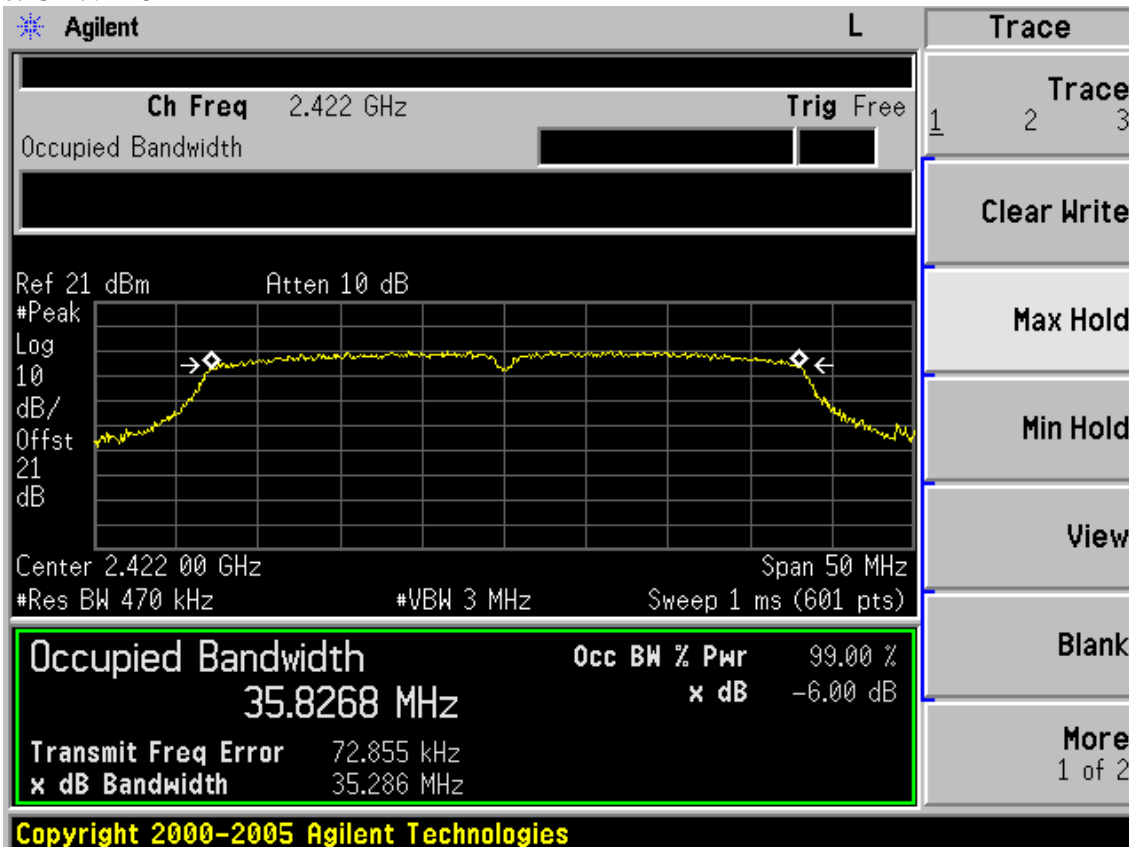 Agilent L Trace
Ch Freq 2.422 GHz Trig Free
Occupied Bandwidth
Trace
1 2 3
Clear Write
Max Hold
Min Hold
View
Blank
More
1 of 2
Ref 21 dBm Atten 10 dB
#Peak
Log
10
dB/
Offst
21
dB
Center 2.422 00 GHz Span 50 MHz
#Res BW 470 kHz #VBW 3 MHz Sweep 1 ms (601 pts)
Occupied Bandwidth Occ BW % Pwr 99.00 %
35.8268 MHz x dB -6.00 dB
Transmit Freq Error 72.855 kHz
x dB Bandwidth 35.286 MHz
Copyright 2000-2005 Agilent Technologies